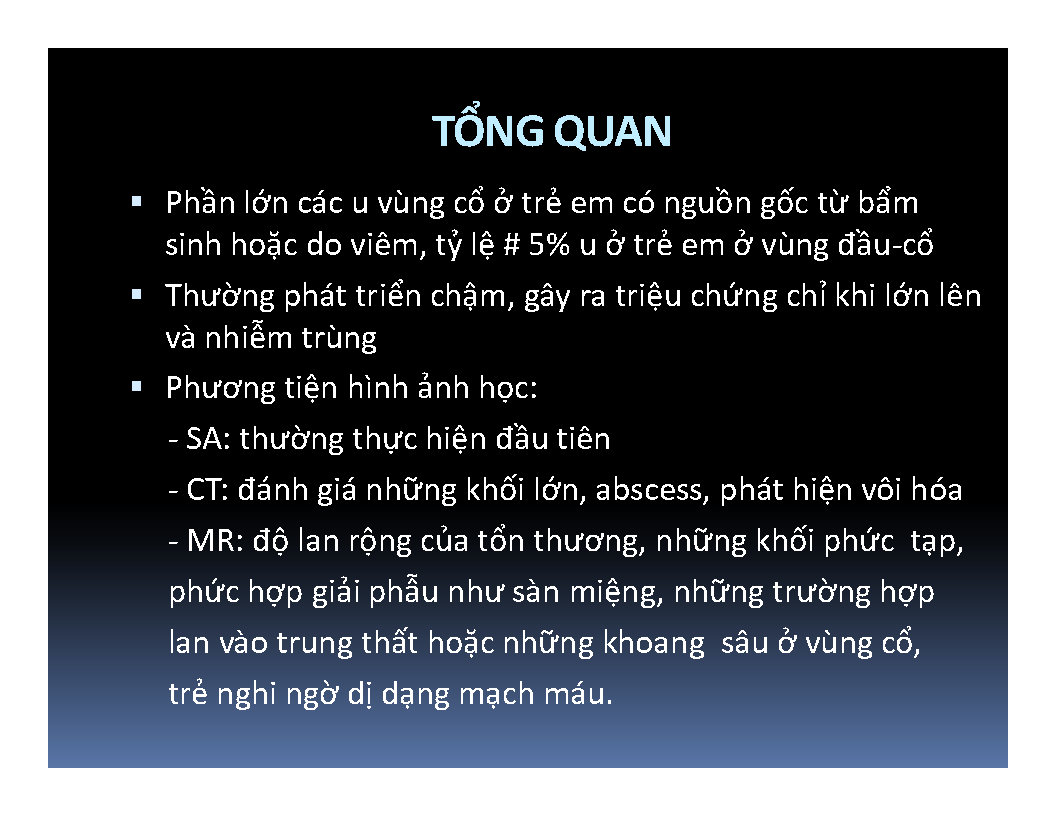 TỔNG QUAN
▪ Phần lớn các u vùng cổ ở trẻ em có nguồn gốc từ bẩm
sinh hoặc do viêm, tỷ lệ # 5% u ở trẻ em ở vùng đầu-cổ
▪ Thường phát triển chậm, gây ra triệu chứng chỉ khi lớn lên
và nhiễm trùng
▪ Phương tiện hình ảnh học:
- SA: thường thực hiện đầu tiên
- CT: đánh giá những khối lớn, abscess, phát hiện vôi hóa
- MR: độ lan rộng của tổn thương, những khối phức tạp,
phức hợp giải phẫu như sàn miệng, những trường hợp
lan vào trung thất hoặc những khoang sâu ở vùng cổ,
trẻ nghi ngờ dị dạng mạch máu.